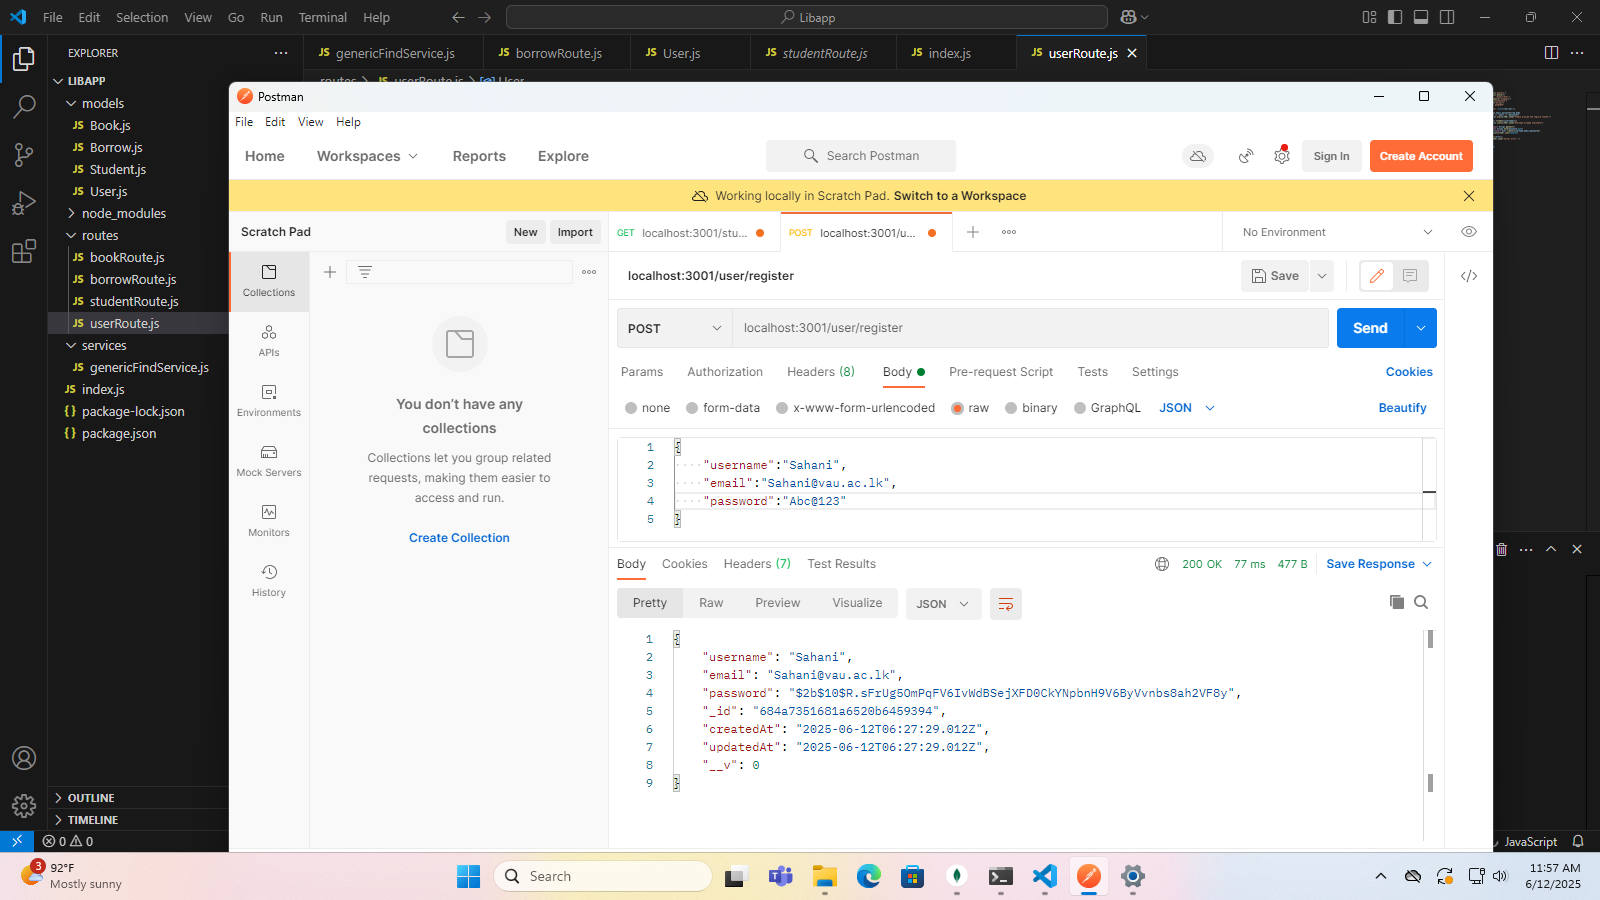 File Edit Selection View Go Run Terminal Help
Libapp
EXPLORER
LIBAPP
models
JS Book.js
JS Borrow.js
JS Student.js
JS User.js
node_modules
routes
JS bookRoute.js
JS borrowRoute.js
JS studentRoute.js
JS userRoute.js
services
JS genericFindService.js
JS index.js
{} package-lock.json
{} package.json
OUTLINE
TIMELINE
JS genericFindService.js JS borrowRoute.js JS User.js JS studentRoute.js JS index.js JS userRoute.js
Postman
File Edit View Help
Home Workspaces Reports Explore
Search Postman
Sign In
Create Account
Working locally in Scratch Pad. Switch to a Workspace
Scratch Pad
New Import
Collections
APIs
Environments
Mock Servers
Monitors
History
You don't have any
collections
Collections let you group related
requests, making them easier to
access and run.
Create Collection
GET localhost:3001/stu...
POST localhost:3001/u...
No Environment
localhost:3001/user/register
Save
POST localhost:3001/user/register
Send
Params Authorization Headers (8) Body Pre-request Script Tests Settings
Cookies
none form-data x-www-form-urlencoded raw binary GraphQL JSON
Beautify
1 {
2 "username":"Sahani",
3 "email":"Sahani@vau.ac.lk",
4 "password":"Abc@123"
5 }
Body Cookies Headers (7) Test Results
200 OK 77 ms 477 B Save Response
Pretty Raw Preview Visualize JSON
1 {
2 "username": "Sahani",
3 "email": "Sahani@vau.ac.lk",
4 "password": "$2b$10$R.sFrUg5OmPqFV6IvWdBSejXFD0CkYNpbnH9V6ByVvnbs8ah2VF8y",
5 "_id": "684a7351681a6520b6459394",
6 "createdAt": "2025-06-12T06:27:29.012Z",
7 "updatedAt": "2025-06-12T06:27:29.012Z",
8 "__v": 0
9 }
0 0
JavaScript
3
92°F
Mostly sunny
Search
11:57 AM
6/12/2025